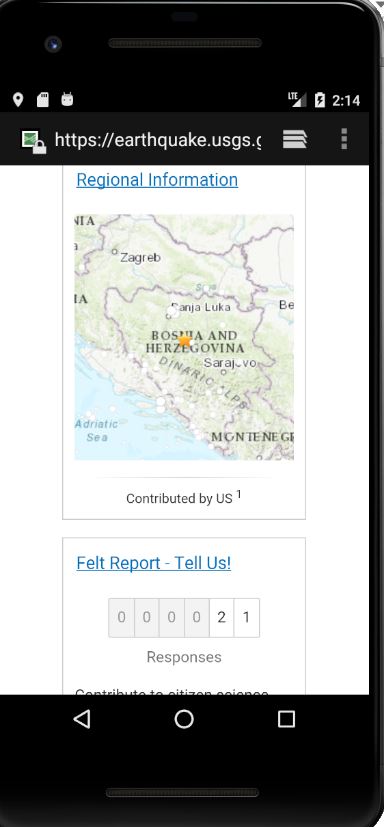 LTE 2:14
https://earthquake.usgs.g
Regional Information
NIA
Zagreb
IA
Banja Luka
Be
BOSNIA AND
HERZEGOVINA
Sarajevo
DINARIC ALPS
Adriatic
Sea
MONTENEGR
Contributed by US 1
Felt Report - Tell Us!
0 0 0 0 2 1
Responses
Contribute to citizen science